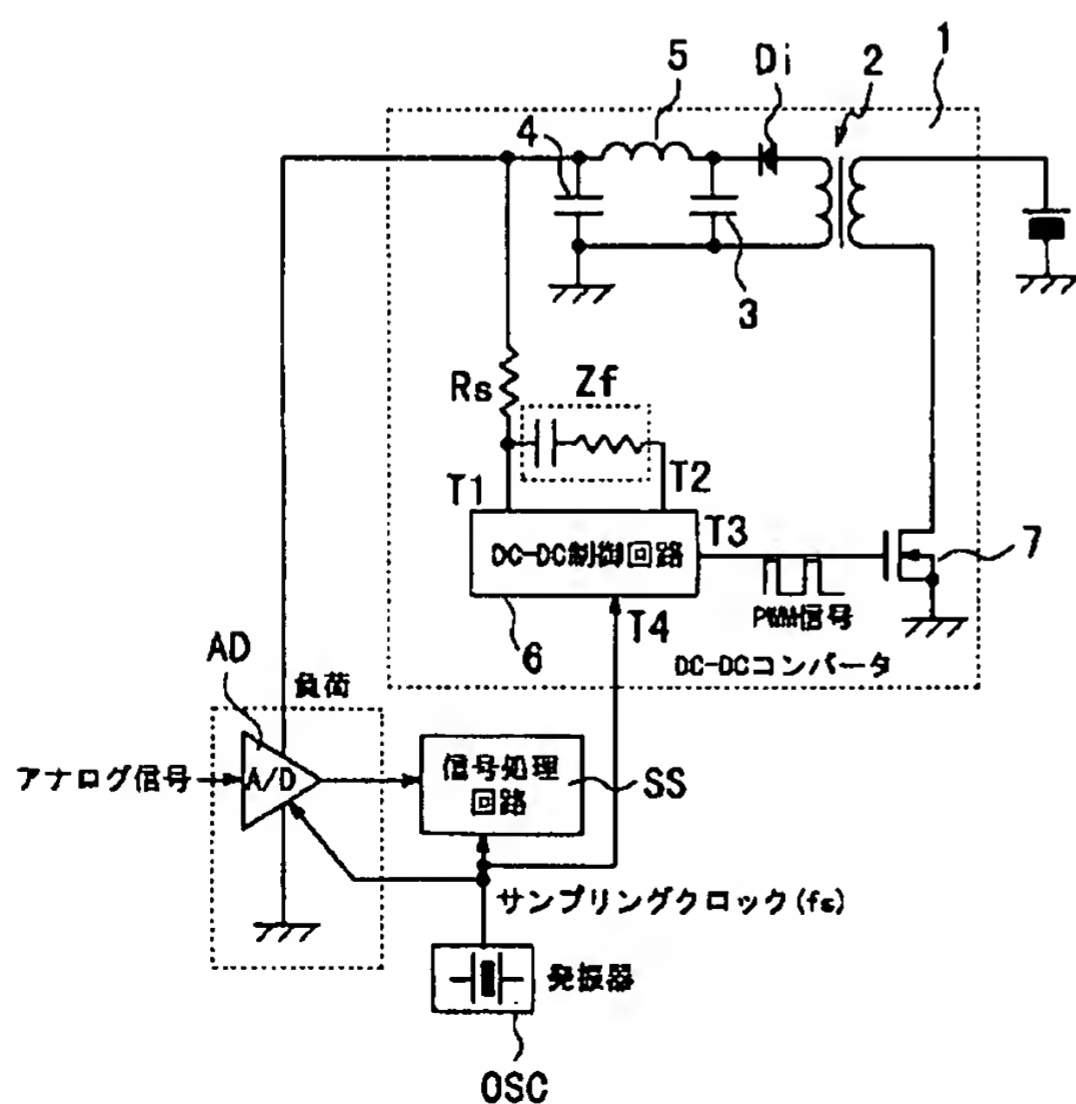 1
5
Di
2
4
3
Rs
Zf
T1
T2
DC-DC制御回路
T3
7
PWM信号
T4
6
DC-DCコンバータ
AD
負荷
アナログ信号
A/D
信号処理
回路
SS
サンプリングクロック(fs)
発振器
OSC